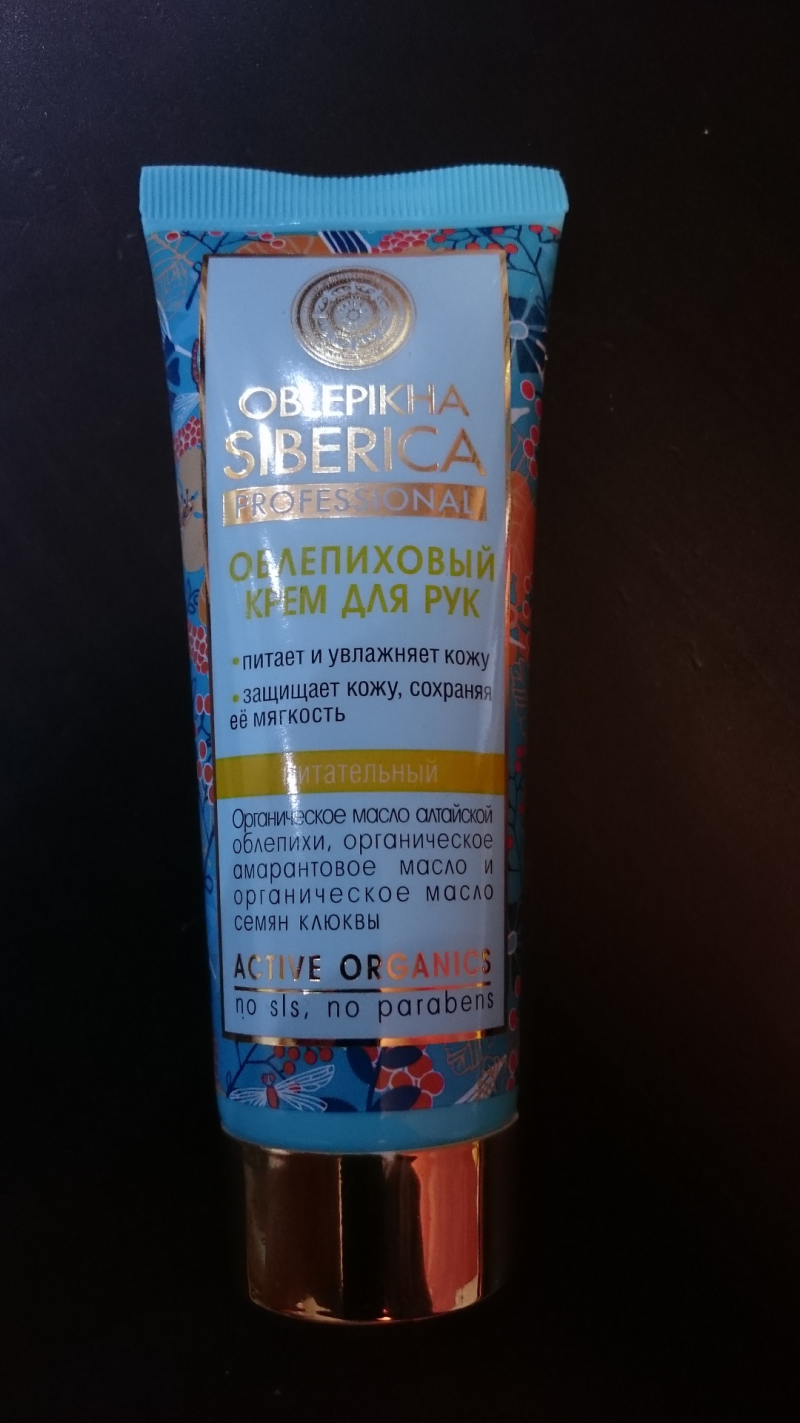 OBLEPIKHA
SIBERICA
PROFESSIONAL
ОБЛЕПИХОВЫЙ
КРЕМ ДЛЯ РУК
•питает и увлажняет кожу
•защищает кожу, сохраняя
её мягкость
питательный
Органическое масло алтайской
облепихи, органическое
амарантовое масло и
органическое масло
семян клюквы
ACTIVE ORGANICS
no sls, no parabens